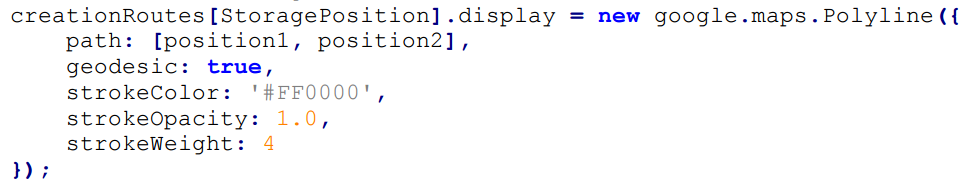 creationRoutes[StoragePosition].display = new google.maps.Polyline({
    path: [position1, position2],
    geodesic: true,
    strokeColor: '#FF0000',
    strokeOpacity: 1.0,
    strokeWeight: 4
});